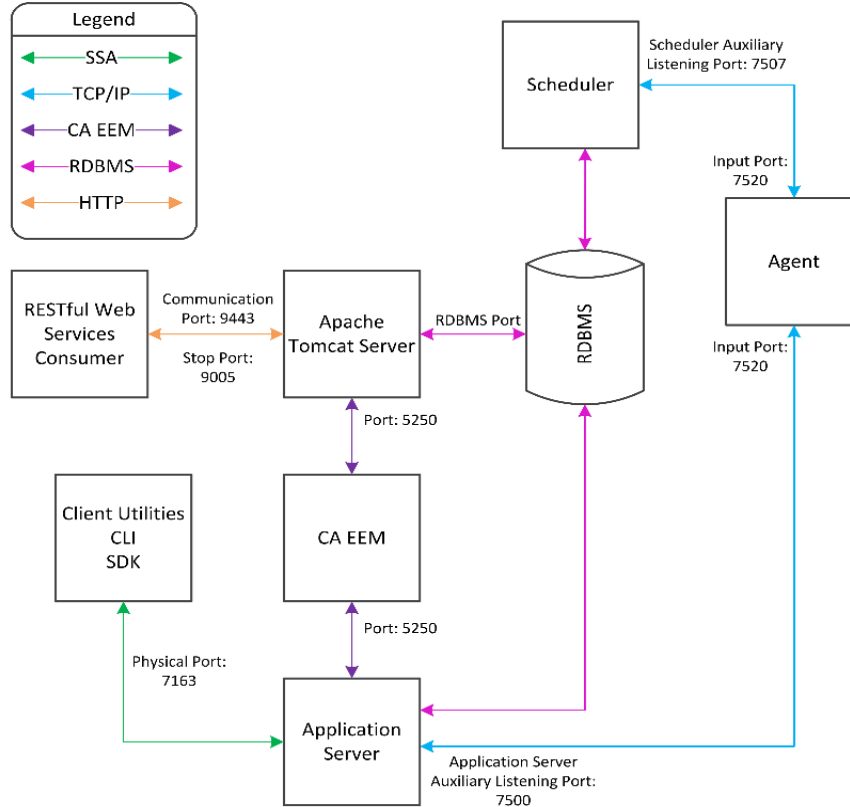 Legend
SSA
TCP/IP
CA EEM
RDBMS
HTTP
Scheduler
Scheduler Auxiliary
Listening Port: 7507
Input Port:
7520
Agent
Input Port:
7520
RESTful Web
Services
Consumer
Communication
Port: 9443
Stop Port:
9005
Apache
Tomcat Server
RDBMS Port
RDBMS
Port: 5250
Client Utilities
CLI
SDK
CA EEM
Port: 5250
Physical Port:
7163
Application
Server
Application Server
Auxiliary Listening Port:
7500